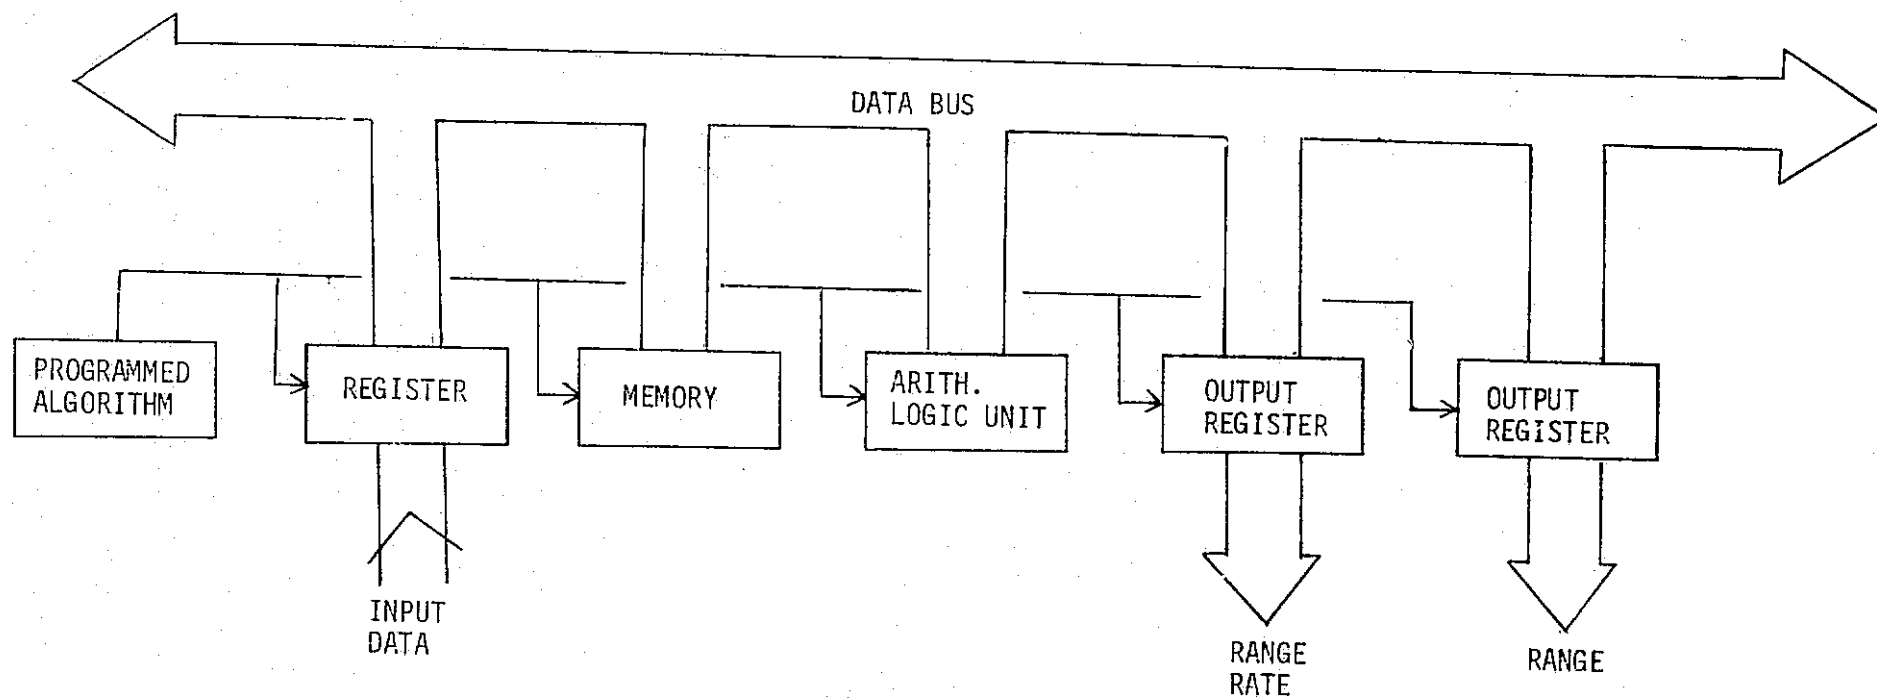 DATA BUS
PROGRAMMED
ALGORITHM
REGISTER
MEMORY
ARITH.
LOGIC UNIT
OUTPUT
REGISTER
OUTPUT
REGISTER
INPUT
DATA
RANGE
RATE
RANGE